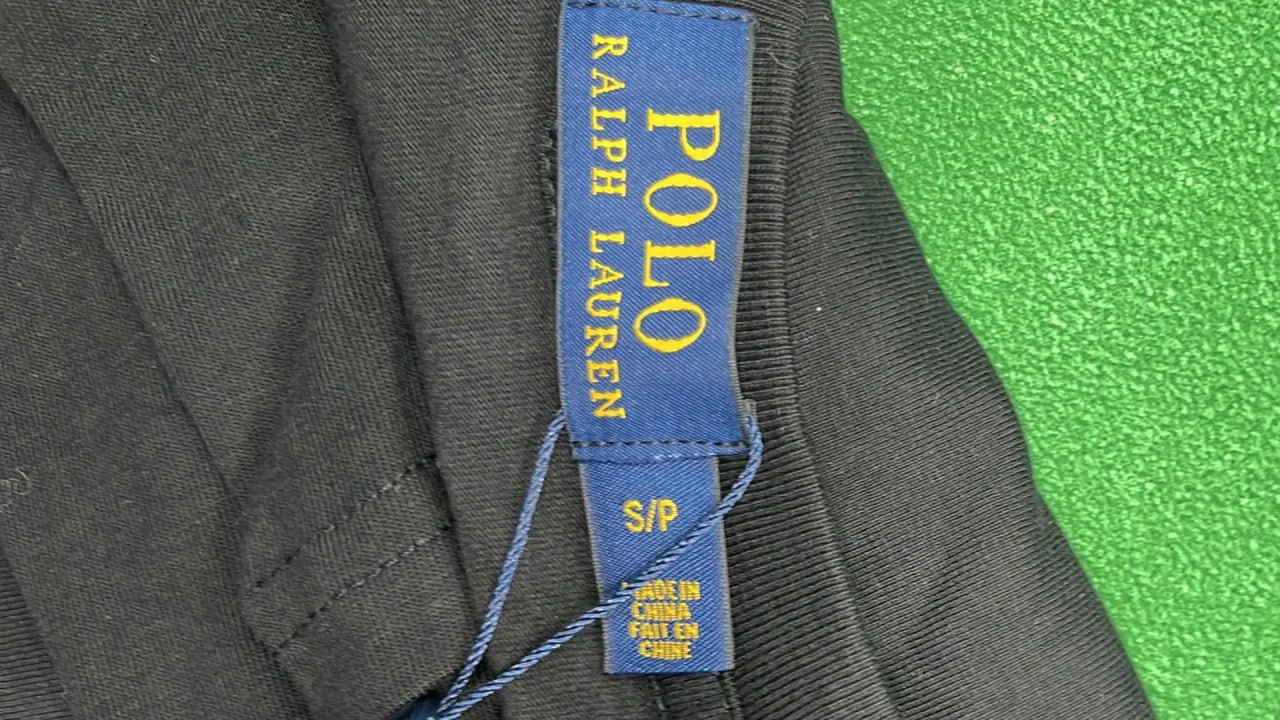 POLO
RALPH LAUREN
S/P
MADE IN
CHINA
FAIT EN
CHINE